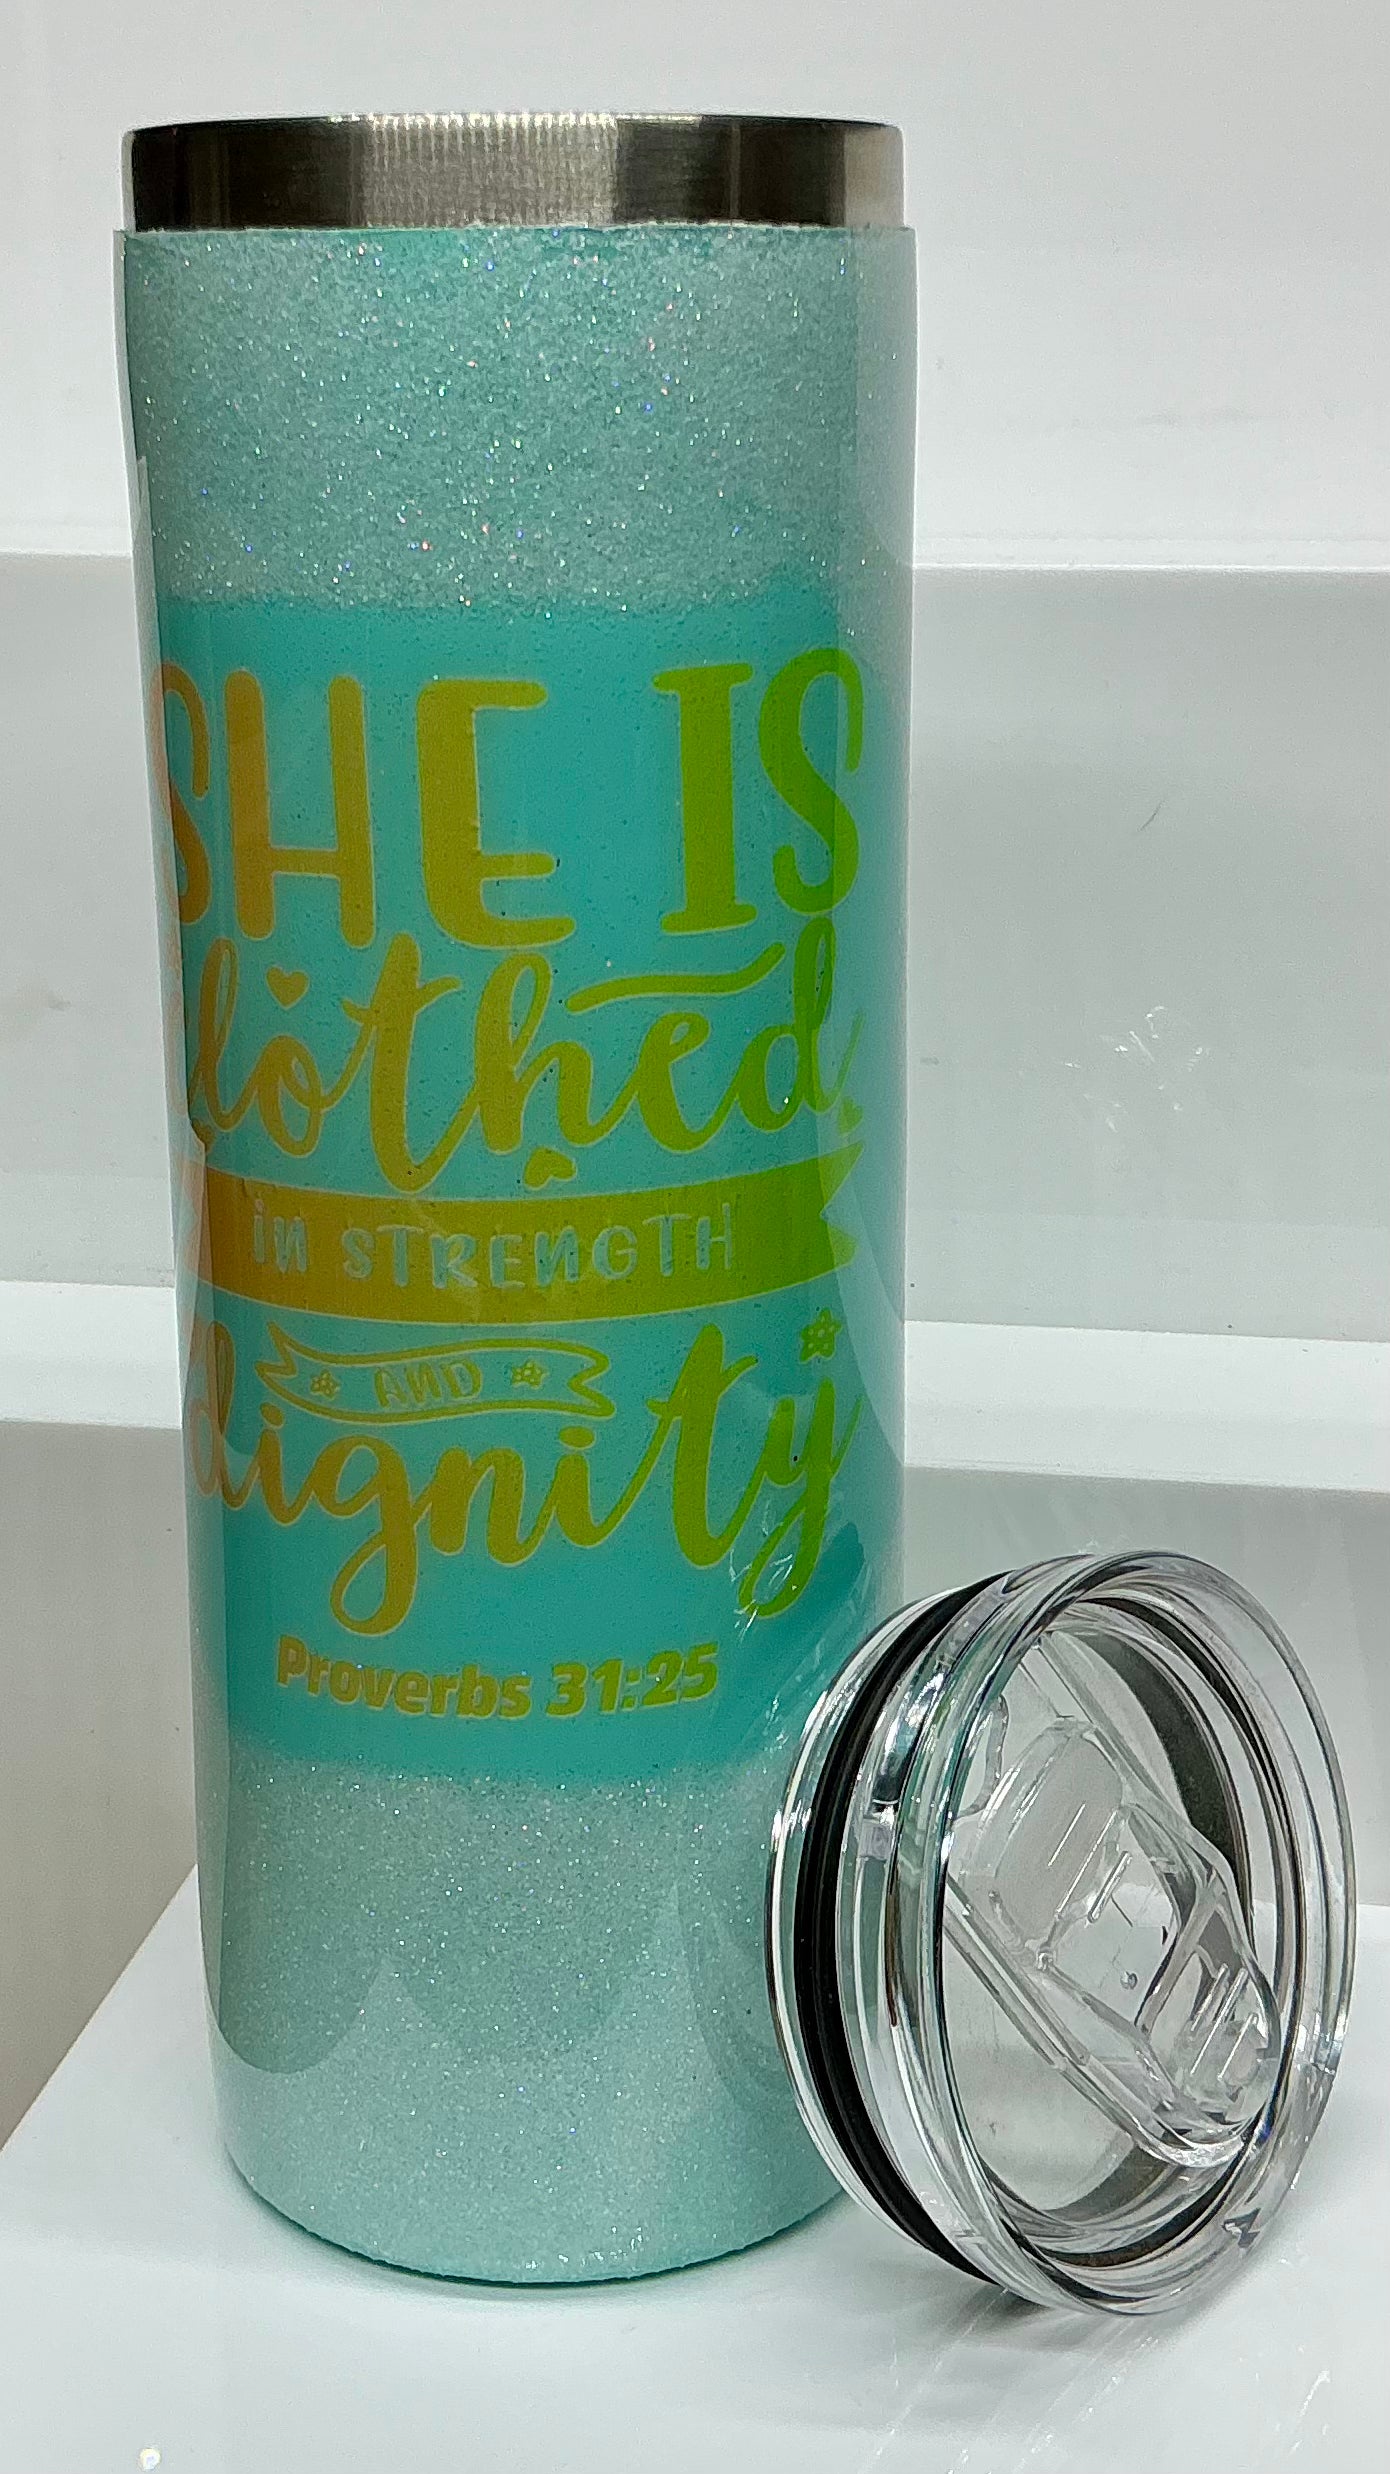 SHE IS
clothed
in STRENGTH
AND
dignity
Proverbs 31:25